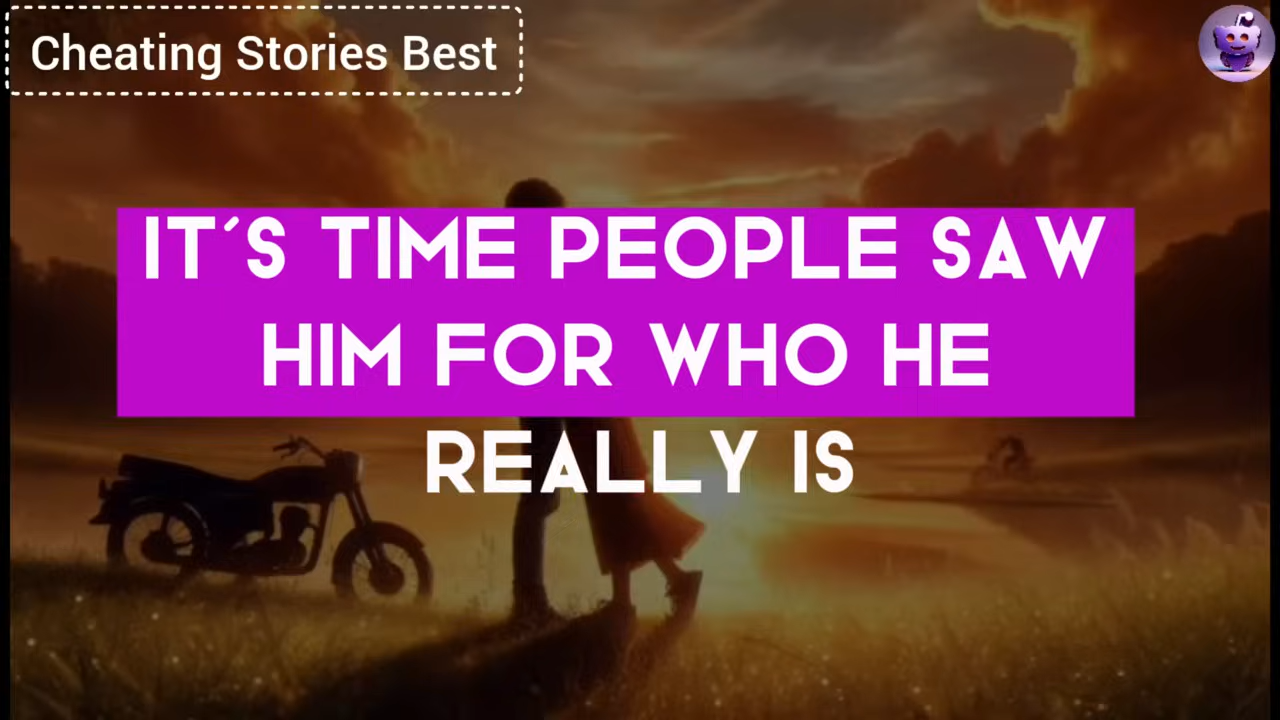 Cheating Stories Best
IT´S TIME PEOPLE SAW
HIM FOR WHO HE
REALLY IS